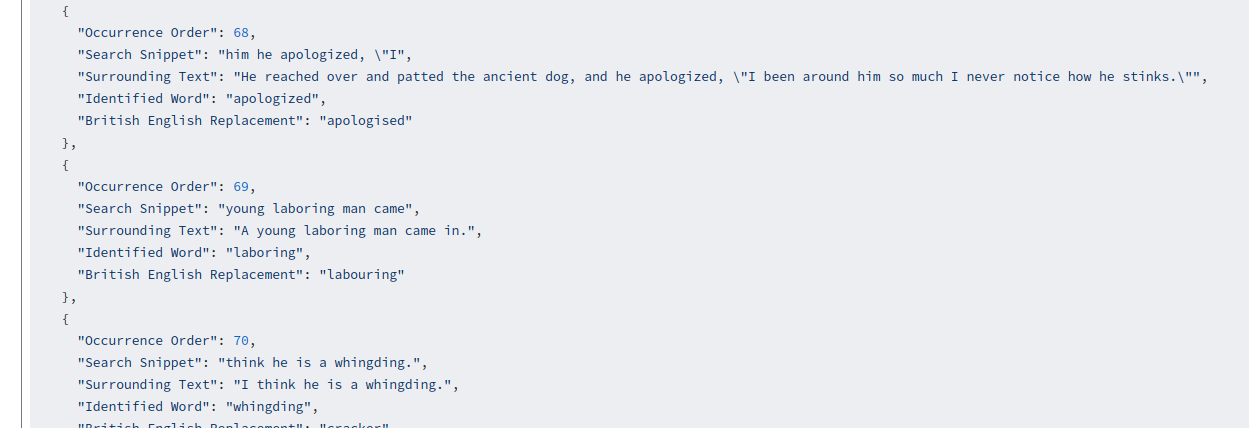 {
"Occurrence Order": 68,
"Search Snippet": "him he apologized, \"I",
"Surrounding Text": "He reached over and patted the ancient dog, and he apologized, \"I been around him so much I never notice how he stinks.\"",
"Identified Word": "apologized",
"British English Replacement": "apologised"
},
{
"Occurrence Order": 69,
"Search Snippet": "young laboring man came",
"Surrounding Text": "A young laboring man came in.",
"Identified Word": "laboring",
"British English Replacement": "labouring"
},
{
"Occurrence Order": 70,
"Search Snippet": "think he is a whingding.",
"Surrounding Text": "I think he is a whingding.",
"Identified Word": "whingding",
"British English Replacement": "cracker"